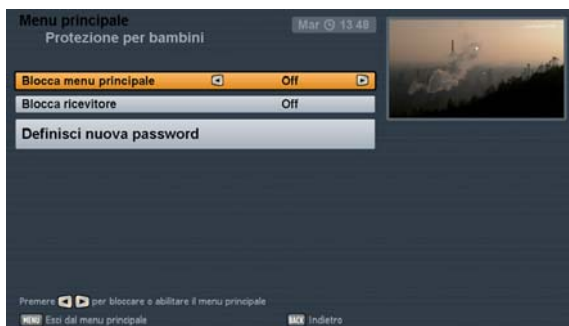 Menu principale
Mar 13 48
Protezione per bambini
Blocca menu principale Off
Blocca ricevitore Off
Definisci nuova password
Premere per bloccare o abilitare il menu principale
MENU Esci dal menu principale BACK Indietro